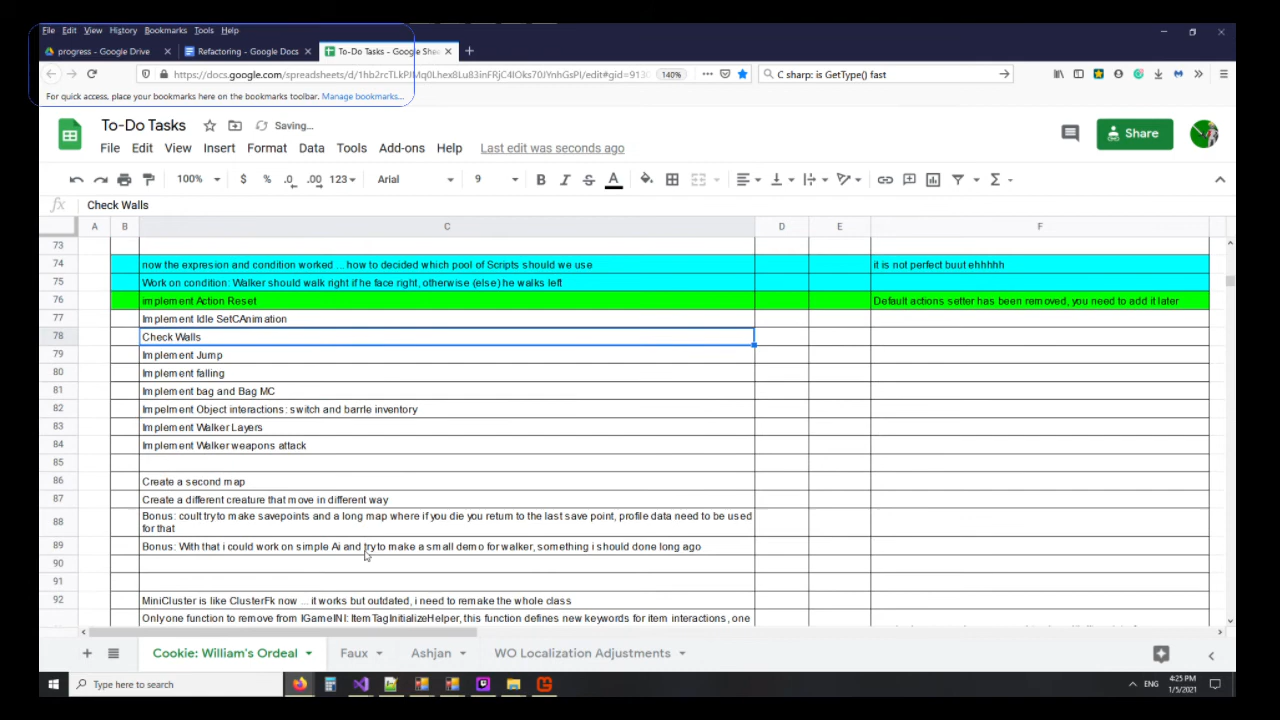 File Edit View History Bookmarks Tools Help
progress - Google Drive
Refactoring - Google Docs
To-Do Tasks - Google Shee
140%
C sharp: is GetType() fast
For quick access, place your bookmarks here on the bookmarks toolbar. Manage bookmarks...
To-Do Tasks
Saving...
Share
File Edit View Insert Format Data Tools Add-ons Help Last edit was seconds ago
100% $ % .0 .00 123 Arial 9 B I S A
fx Check Walls
A B C D E F
73
74 now the expresion and condition worked ... how to decided which pool of Scripts should we use it is not perfect buut ehhhhh
75 Work on condition: Walker should walk right if he face right, otherwise (else) he walks left
76 implement Action Reset Default actions setter has been removed, you need to add it later
77 Implement Idle SetCAnimation
78 Check Walls
79 Implement Jump
80 Implement falling
81 Implement bag and Bag MC
82 Impelment Object interactions: switch and barrle inventory
83 Implement Walker Layers
84 Implement Walker weapons attack
85
86 Create a second map
87 Create a different creature that move in different way
88 Bonus: coult try to make savepoints and a long map where if you die you return to the last save point, profile data need to be used
for that
89 Bonus: With that i could work on simple Ai and try to make a small demo for walker, something i should done long ago
90
91
92 MiniCluster is like ClusterFk now ... it works but outdated, i need to remake the whole class
Only one function to remove from IGameINI: ItemTagInitializeHelper, this function defines new keywords for item interactions, one
Cookie: William's Ordeal Faux Ashjan WO Localization Adjustments
Type here to search
ENG
4:25 PM
1/5/2021